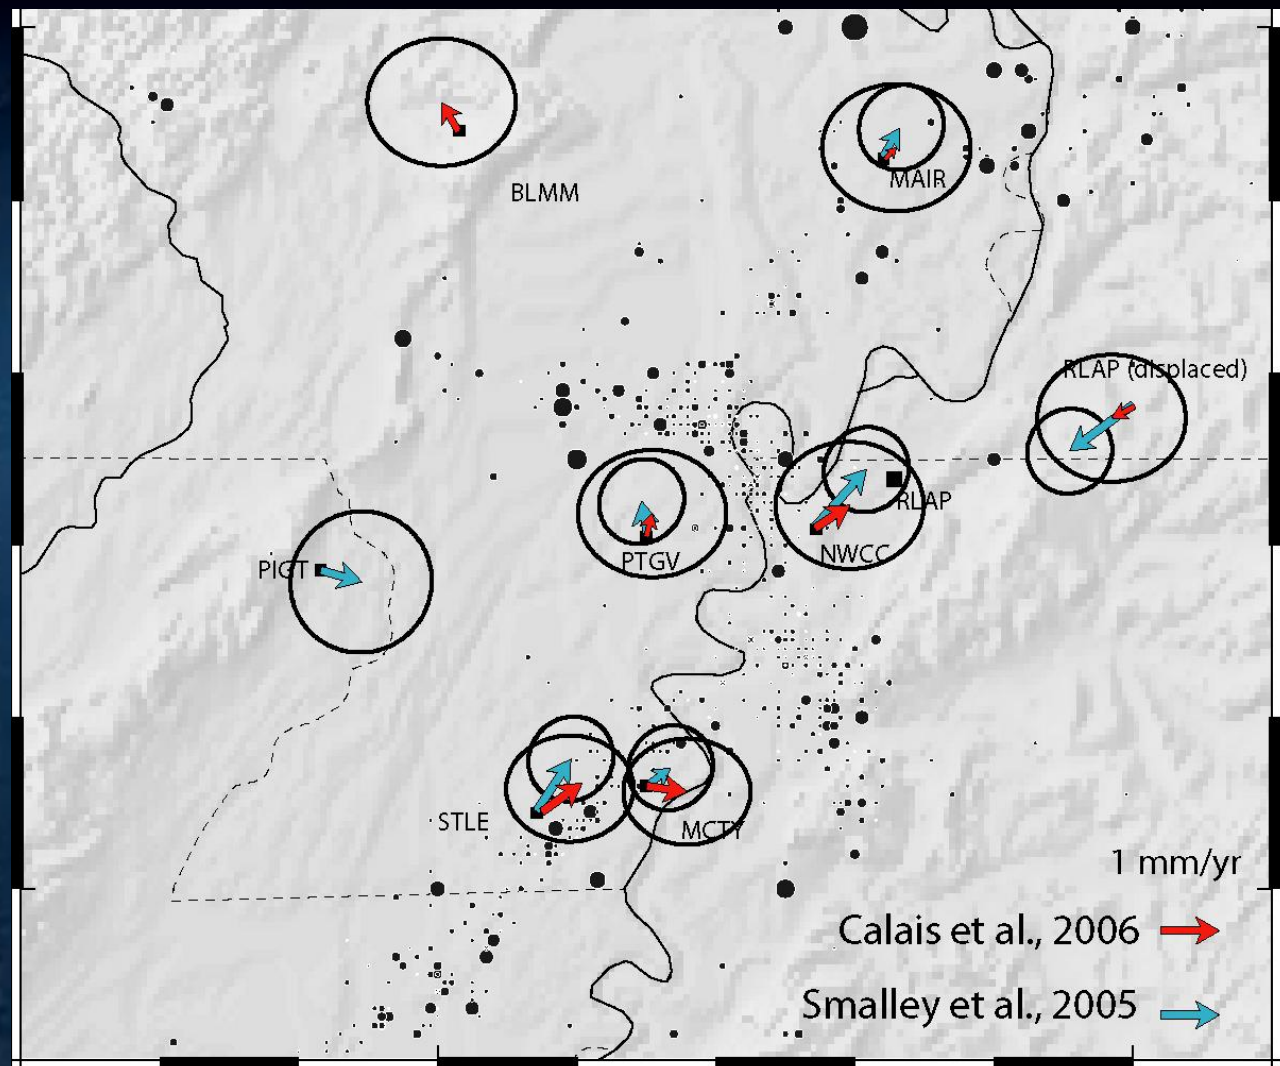 BLMM
MAIR
RLAP (displaced)
RLAP
NWCC
PTGV
PIGT
STLE
MCTY
1 mm/yr
Calais et al., 2006
Smalley et al., 2005